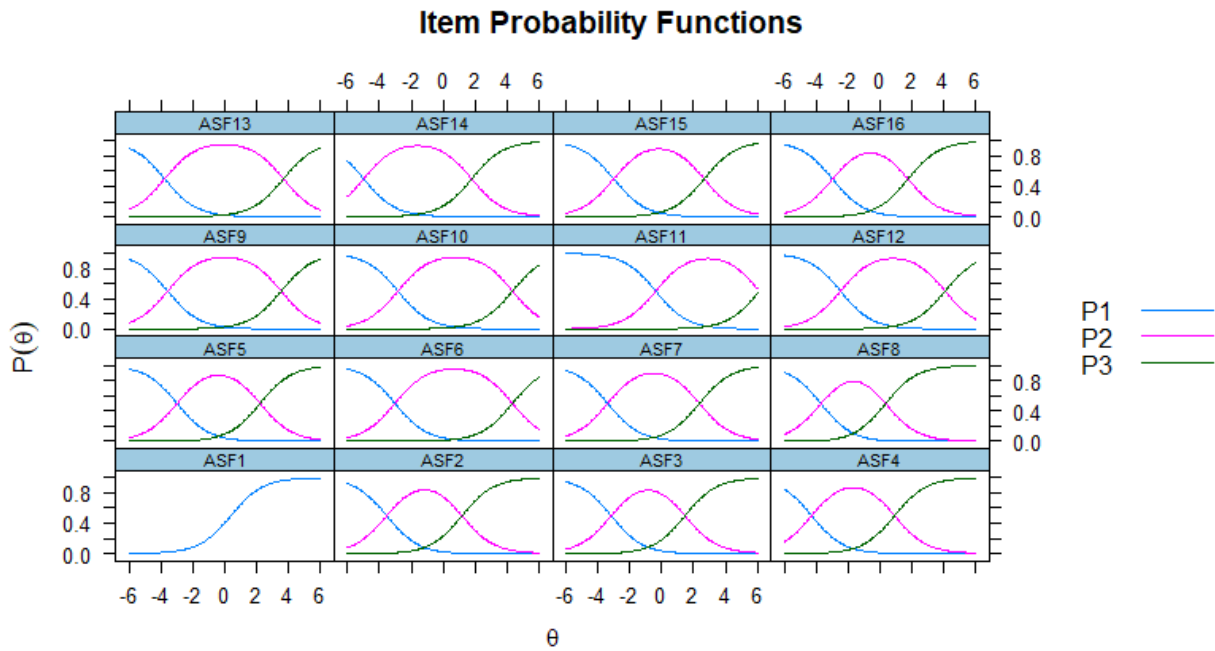 Item Probability Functions
-6 -4 -2 0 2 4 6 -6 -4 -2 0 2 4 6
ASF13 ASF14 ASF15 ASF16
0.8
0.4
0.0
ASF9 ASF10 ASF11 ASF12
0.8
0.4
0.0
ASF5 ASF6 ASF7 ASF8
0.8
0.4
0.0
ASF1 ASF2 ASF3 ASF4
0.8
0.4
0.0
-6 -4 -2 0 2 4 6 -6 -4 -2 0 2 4 6
θ
P(θ)
P1
P2
P3